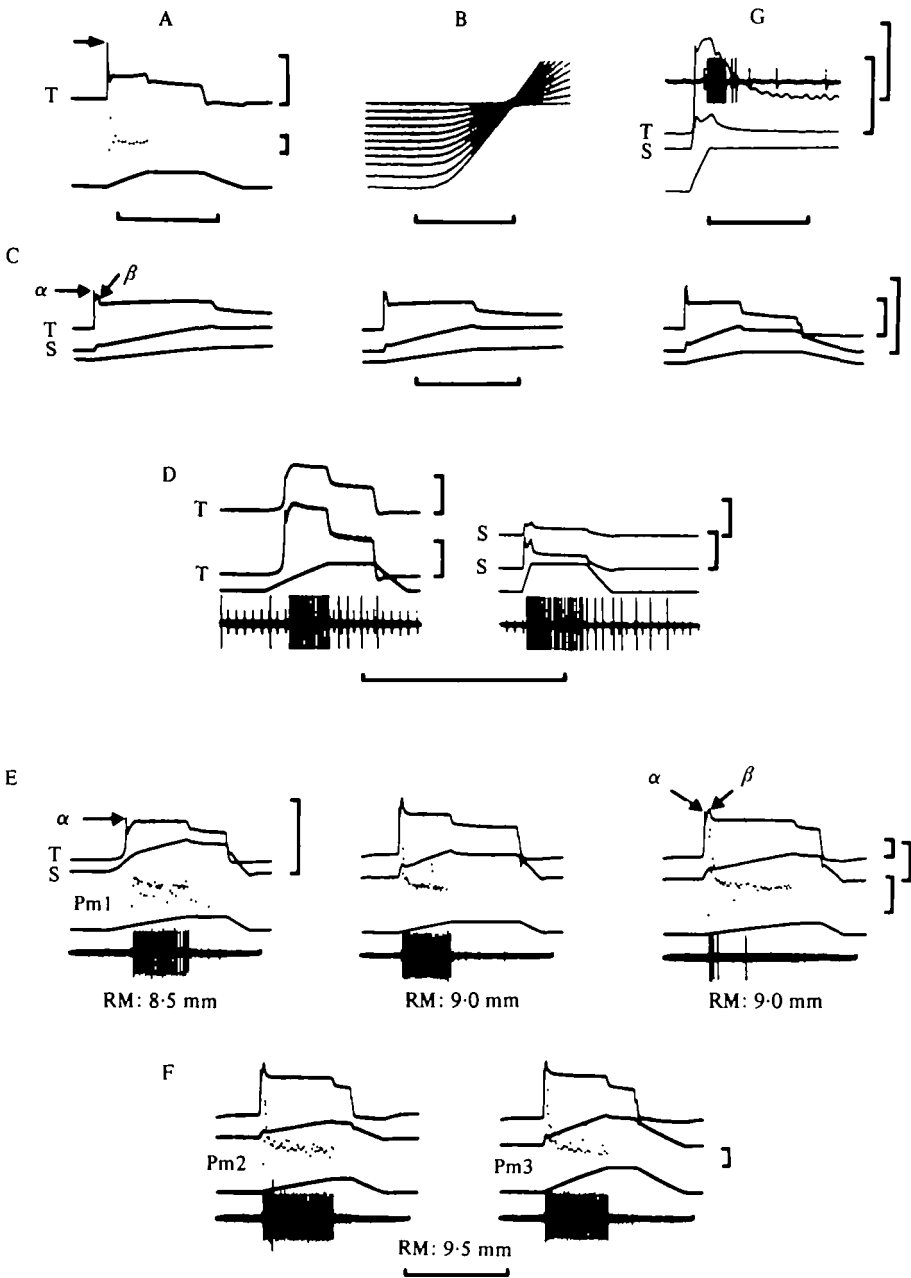 A
B
G
T
T
S
C
α
β
T
S
D
T
T
S
S
E
α
T
S
Pm1
α
β
RM: 8·5 mm
RM: 9·0 mm
RM: 9·0 mm
F
Pm2
Pm3
RM: 9·5 mm